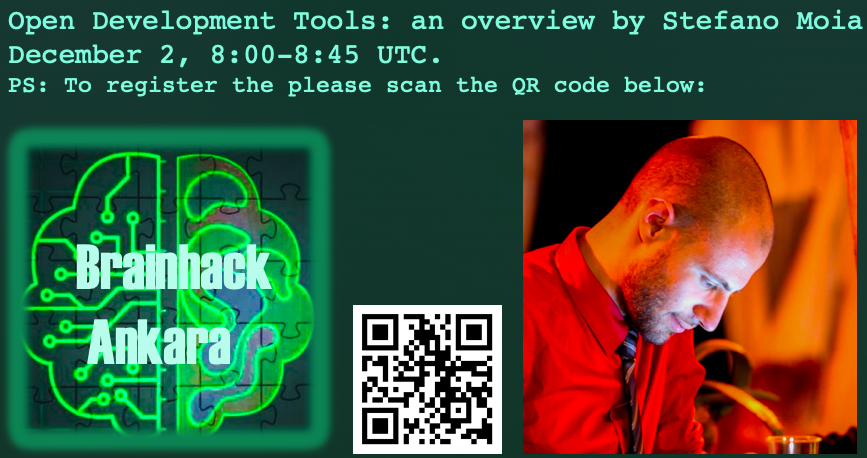 Open Development Tools: an overview by Stefano Moia
December 2, 8:00-8:45 UTC.
PS: To register the please scan the QR code below:
Brainhack
Ankara